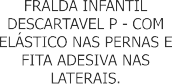 FRALDA INFANTIL
DESCARTAVEL P - COM
ELÁSTICO NAS PERNAS E
FITA ADESIVA NAS
LATERAIS.